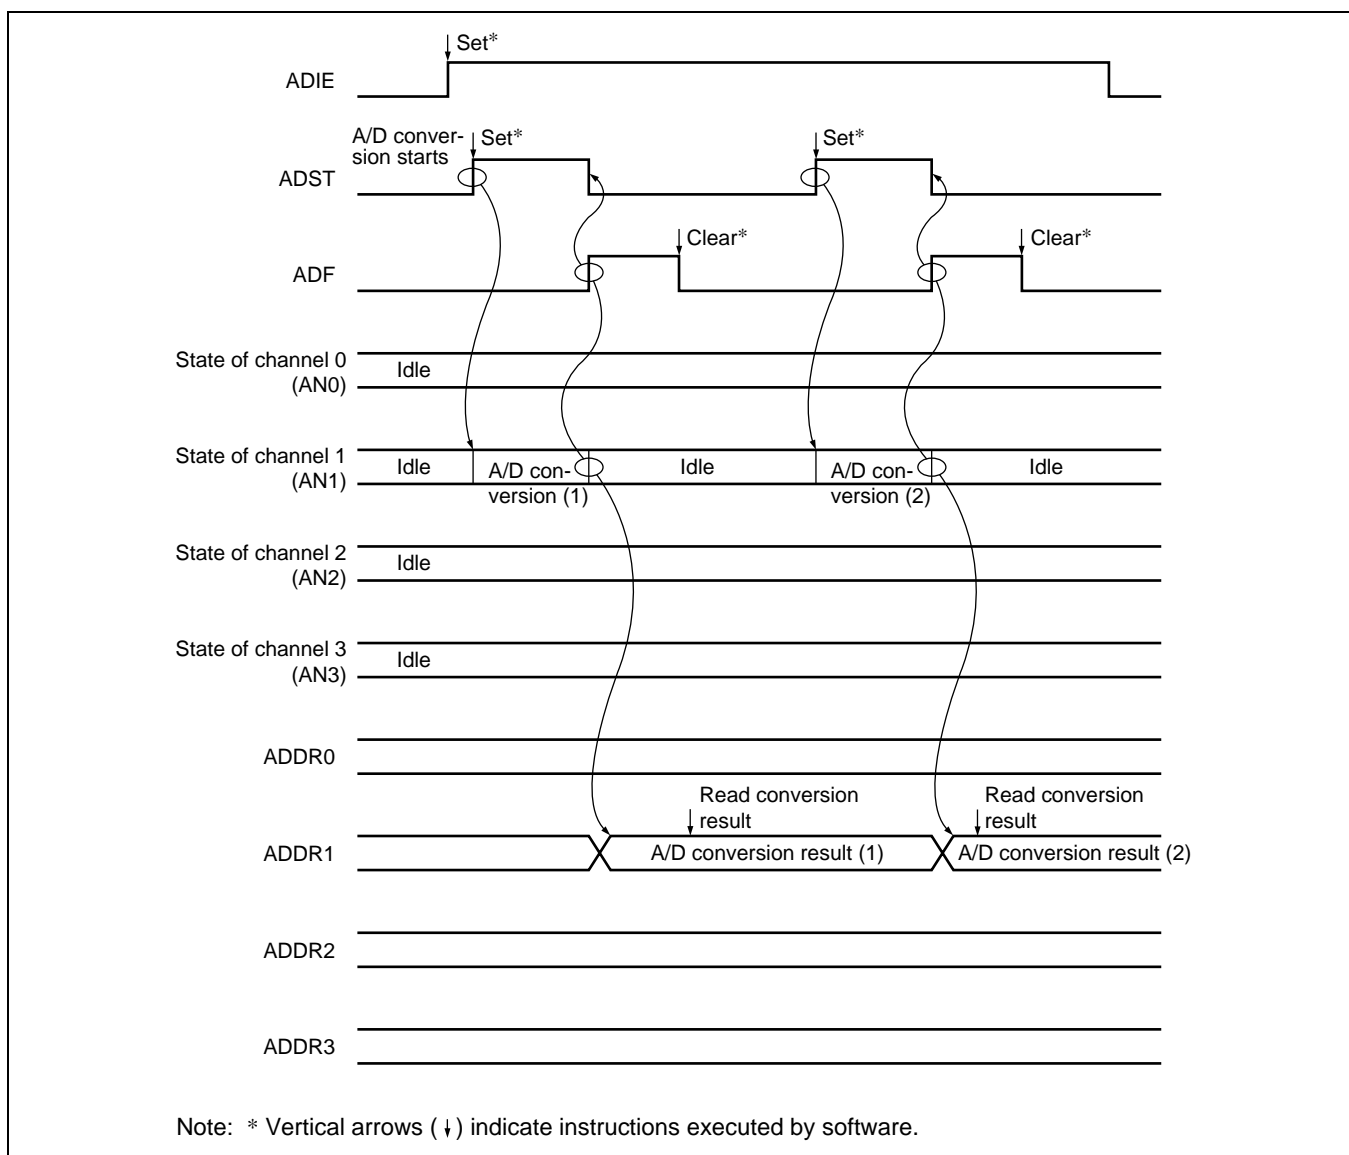 Set*
ADIE
A/D conver-
sion starts
Set*
Set*
ADST
Clear*
Clear*
ADF
State of channel 0
(AN0)
Idle
State of channel 1
(AN1)
Idle
A/D con-
version (1)
Idle
A/D con-
version (2)
Idle
State of channel 2
(AN2)
Idle
State of channel 3
(AN3)
Idle
ADDR0
Read conversion
result
Read conversion
result
ADDR1
A/D conversion result (1)
A/D conversion result (2)
ADDR2
ADDR3
Note: * Vertical arrows (↓) indicate instructions executed by software.